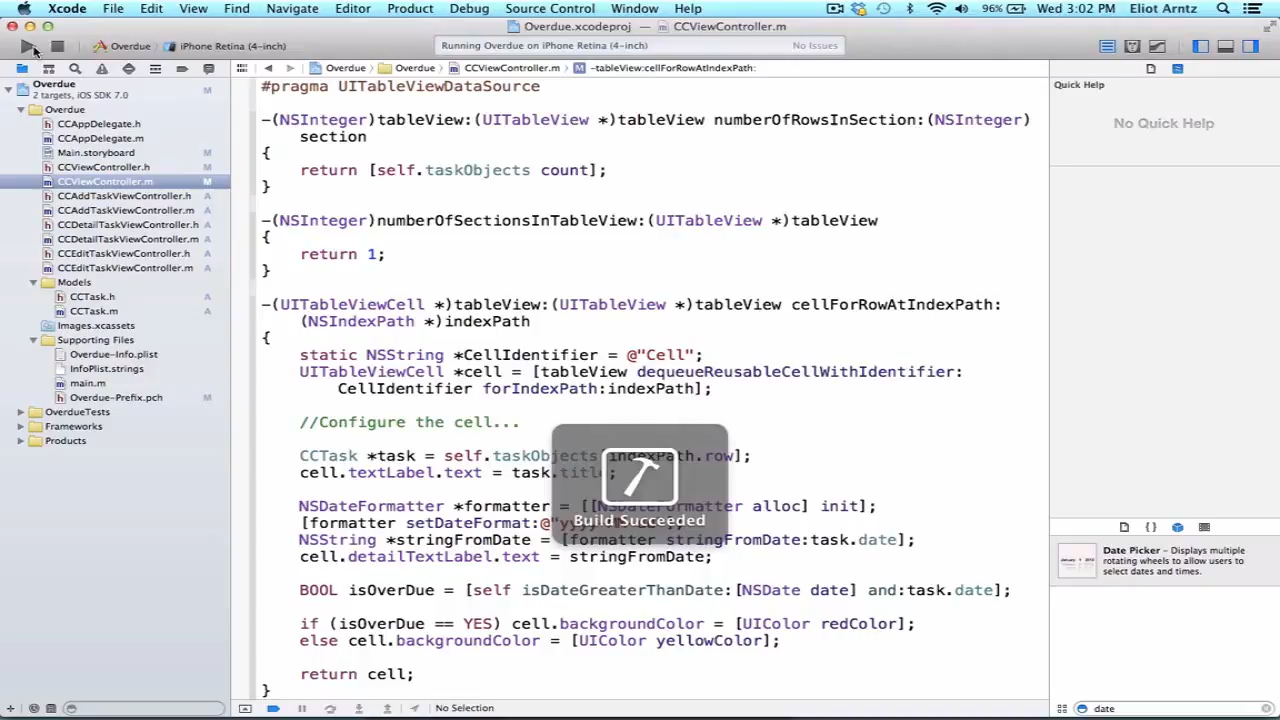 Xcode File Edit View Find Navigate Editor Product Debug Source Control Window Help 96% Wed 3:02 PM Eliot Arntz
Overdue.xcodeproj — CCViewController.m
Overdue iPhone Retina (4-inch) Running Overdue on iPhone Retina (4-inch) No Issues
Overdue Overdue CCViewController.m -tableView:cellForRowAtIndexPath:
Overdue
2 targets, iOS SDK 7.0 M
Overdue
CCAppDelegate.h
CCAppDelegate.m
Main.storyboard M
CCViewController.h M
CCViewController.m M
CCAddTaskViewController.h A
CCAddTaskViewController.m A
CCDetailTaskViewController.h A
CCDetailTaskViewController.m A
CCEditTaskViewController.h A
CCEditTaskViewController.m A
Models
CCTask.h A
CCTask.m A
Images.xcassets
Supporting Files
Overdue-Info.plist
InfoPlist.strings
main.m
Overdue-Prefix.pch M
OverdueTests
Frameworks
Products
#pragma UITableViewDataSource
-(NSInteger)tableView:(UITableView *)tableView numberOfRowsInSection:(NSInteger)
section
{
return [self.taskObjects count];
}
-(NSInteger)numberOfSectionsInTableView:(UITableView *)tableView
{
return 1;
}
-(UITableViewCell *)tableView:(UITableView *)tableView cellForRowAtIndexPath:
(NSIndexPath *)indexPath
{
static NSString *CellIdentifier = @"Cell";
UITableViewCell *cell = [tableView dequeueReusableCellWithIdentifier:
CellIdentifier forIndexPath:indexPath];
//Configure the cell...
CCTask *task = self.taskObjects[indexPath.row];
cell.textLabel.text = task.title;
NSDateFormatter *formatter = [[NSDateFormatter alloc] init];
[formatter setDateFormat:@"yyyy
NSString *stringFromDate = [formatter stringFromDate:task.date];
cell.detailTextLabel.text = stringFromDate;
BOOL isOverDue = [self isDateGreaterThanDate:[NSDate date] and:task.date];
if (isOverDue == YES) cell.backgroundColor = [UIColor redColor];
else cell.backgroundColor = [UIColor yellowColor];
return cell;
}
Build Succeeded
No Selection
Quick Help
No Quick Help
Date Picker – Displays multiple
rotating wheels to allow users to
select dates and times.
date